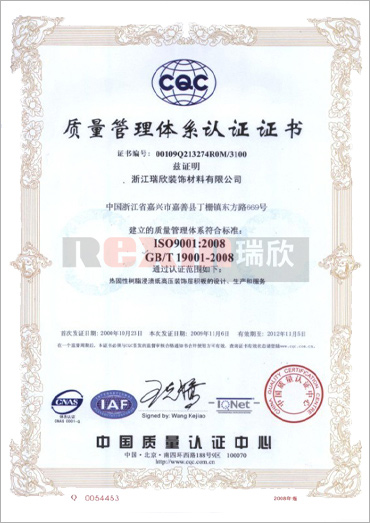 CQC
质量管理体系认证证书
证书编号：00109Q213274R0M/3100
兹证明
浙江瑞欣装饰材料有限公司
中国浙江省嘉兴市嘉善县丁栅镇东方路669号
建立的质量管理体系符合标准：
ISO9001:2008
GB/T 19001-2008
通过认证范围如下：
热固性树脂浸渍纸高压装饰层积板的设计、生产和服务
瑞欣
首次发证日期：2008年10月23日 本次发证日期：2009年11月6日 有效期至：2012年11月5日
CNAS
IAF
Signed by: Wang Kejiao
IQNet
中国质量认证中心
中国·北京·南四环西路188号9区 100070
http://www.cqc.com.cn
Q 0054453
2008年版